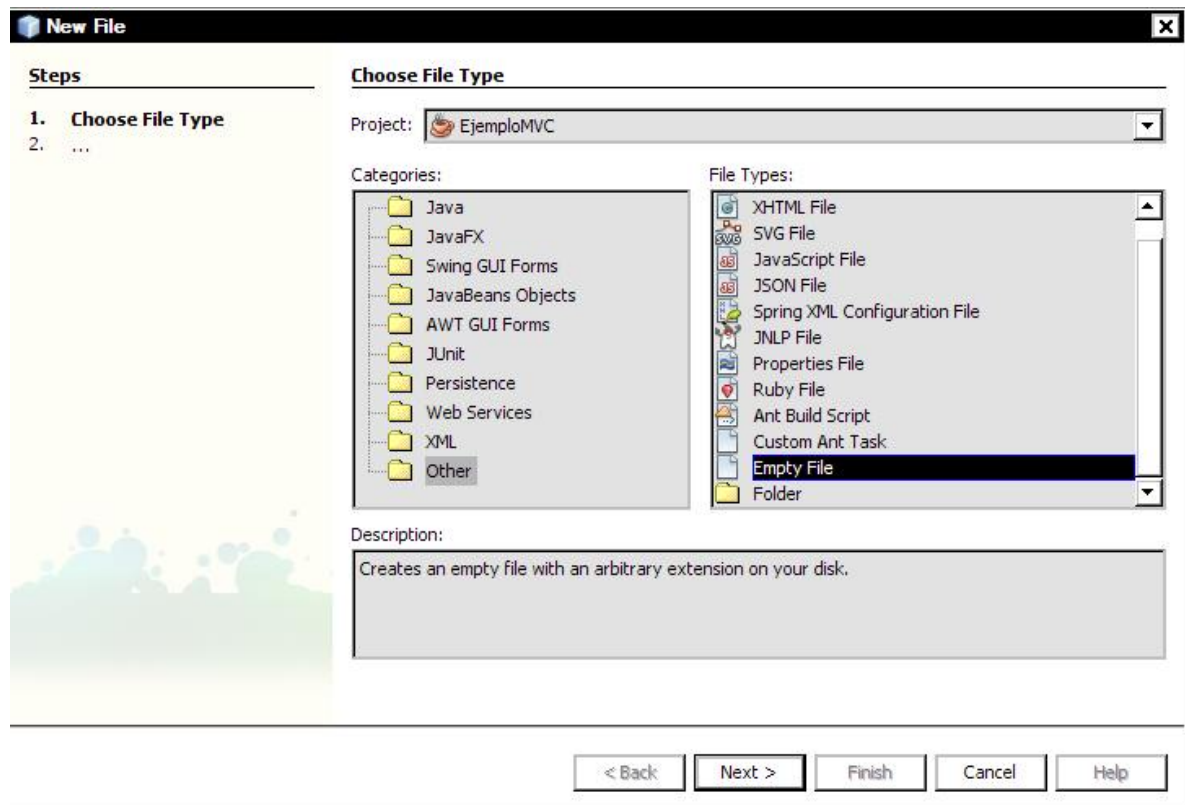 New File
Steps
1. Choose File Type
2. ...
Choose File Type
Project: EjemploMVC
Categories:
Java
JavaFX
Swing GUI Forms
JavaBeans Objects
AWT GUI Forms
JUnit
Persistence
Web Services
XML
Other
File Types:
XHTML File
SVG File
JavaScript File
JSON File
Spring XML Configuration File
JNLP File
Properties File
Ruby File
Ant Build Script
Custom Ant Task
Empty File
Folder
Description:
Creates an empty file with an arbitrary extension on your disk.
< Back Next > Finish Cancel Help